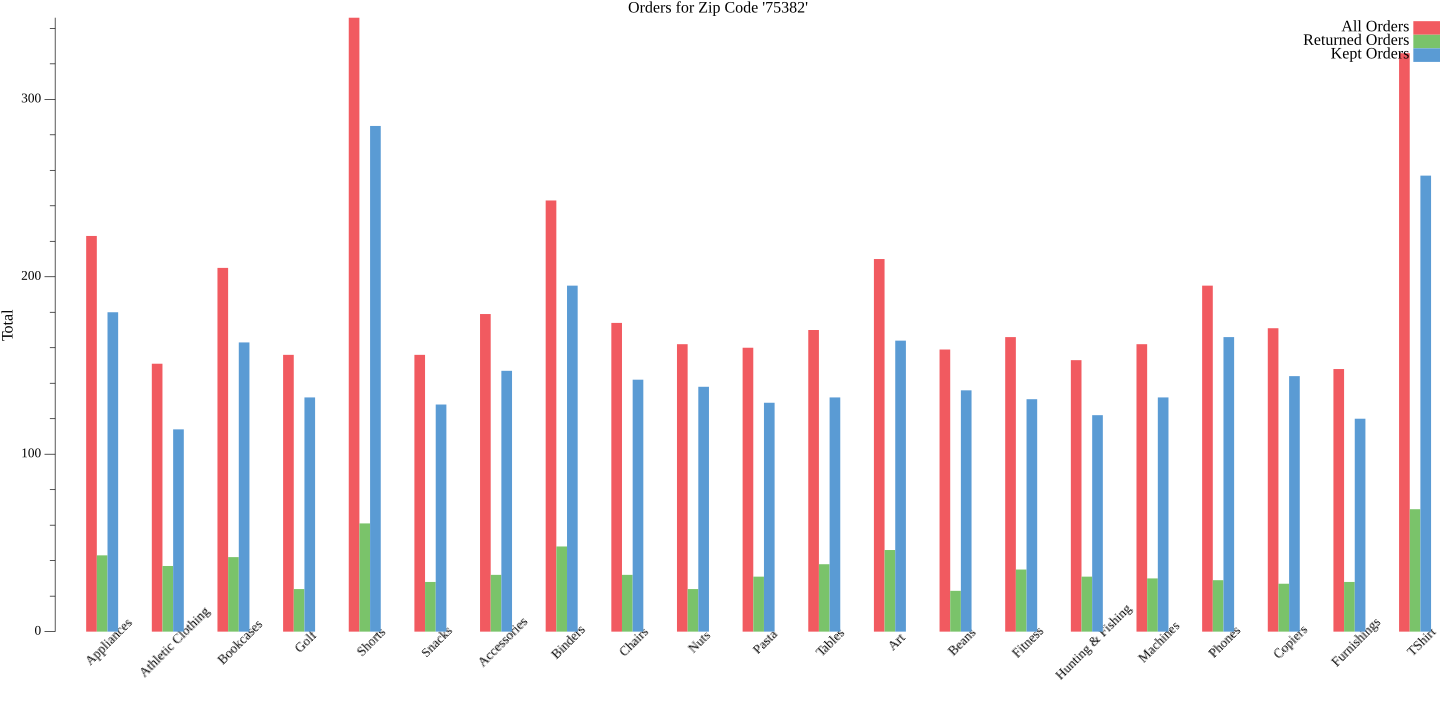 Orders for Zip Code '75382'
All Orders
Returned Orders
Kept Orders
300
200
100
0
Total
Appliances
Athletic Clothing
Bookcases
Golf
Shorts
Snacks
Accessories
Binders
Chairs
Nuts
Pasta
Tables
Art
Beans
Fitness
Hunting & Fishing
Machines
Phones
Copiers
Furnishings
TShirt